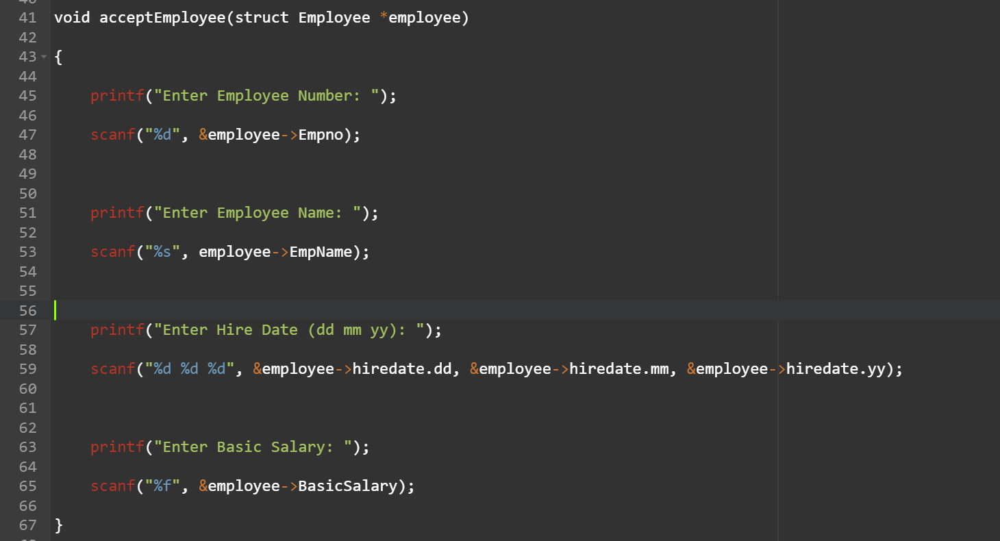 41 void acceptEmployee(struct Employee *employee)
42
43 {
44
45     printf("Enter Employee Number: ");
46
47     scanf("%d", &employee->Empno);
48
49
50
51     printf("Enter Employee Name: ");
52
53     scanf("%s", employee->EmpName);
54
55
56
57     printf("Enter Hire Date (dd mm yy): ");
58
59     scanf("%d %d %d", &employee->hiredate.dd, &employee->hiredate.mm, &employee->hiredate.yy);
60
61
62
63     printf("Enter Basic Salary: ");
64
65     scanf("%f", &employee->BasicSalary);
66
67 }